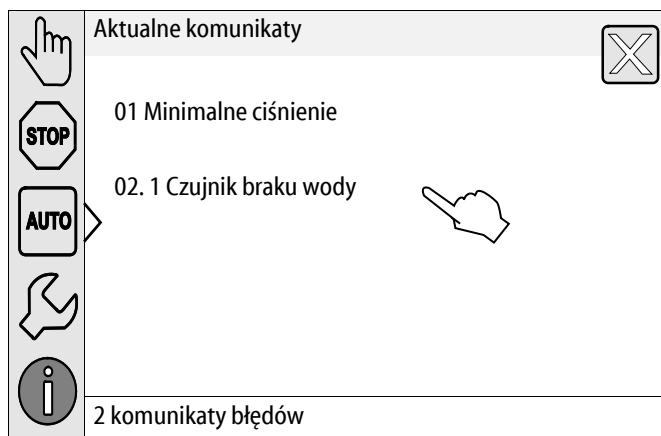 Aktualne komunikaty
X
01 Minimalne ciśnienie
STOP
02. 1 Czujnik braku wody
AUTO
i
2 komunikaty błędów